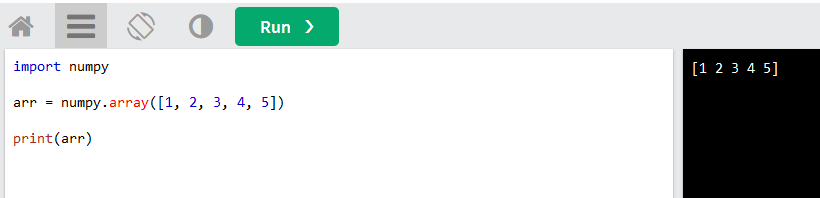 Run ❯
import numpy
arr = numpy.array([1, 2, 3, 4, 5])
print(arr)
[1 2 3 4 5]